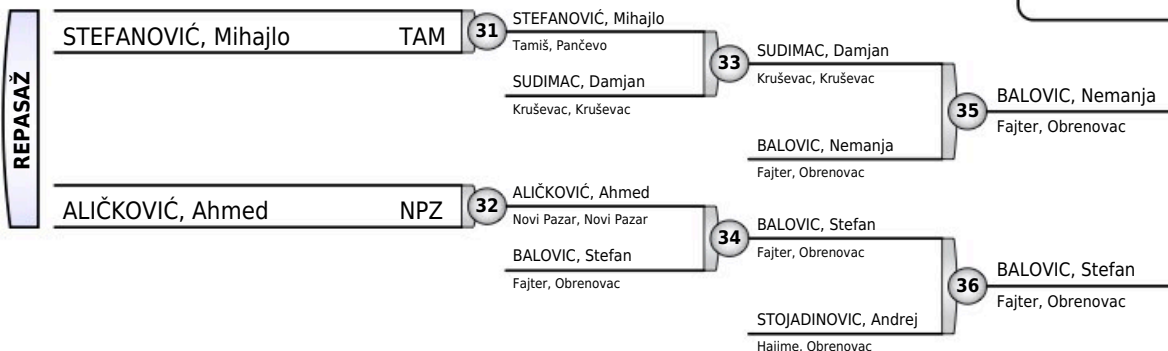 REPASAŽ
STEFANOVIĆ, Mihajlo TAM
31
STEFANOVIĆ, Mihajlo
Tamiš, Pančevo
SUDIMAC, Damjan
Kruševac, Kruševac
33
SUDIMAC, Damjan
Kruševac, Kruševac
BALOVIC, Nemanja
Fajter, Obrenovac
35
BALOVIC, Nemanja
Fajter, Obrenovac
ALIČKOVIĆ, Ahmed NPZ
32
ALIČKOVIĆ, Ahmed
Novi Pazar, Novi Pazar
BALOVIC, Stefan
Fajter, Obrenovac
34
BALOVIC, Stefan
Fajter, Obrenovac
STOJADINOVIC, Andrej
Hajime, Obrenovac
36
BALOVIC, Stefan
Fajter, Obrenovac